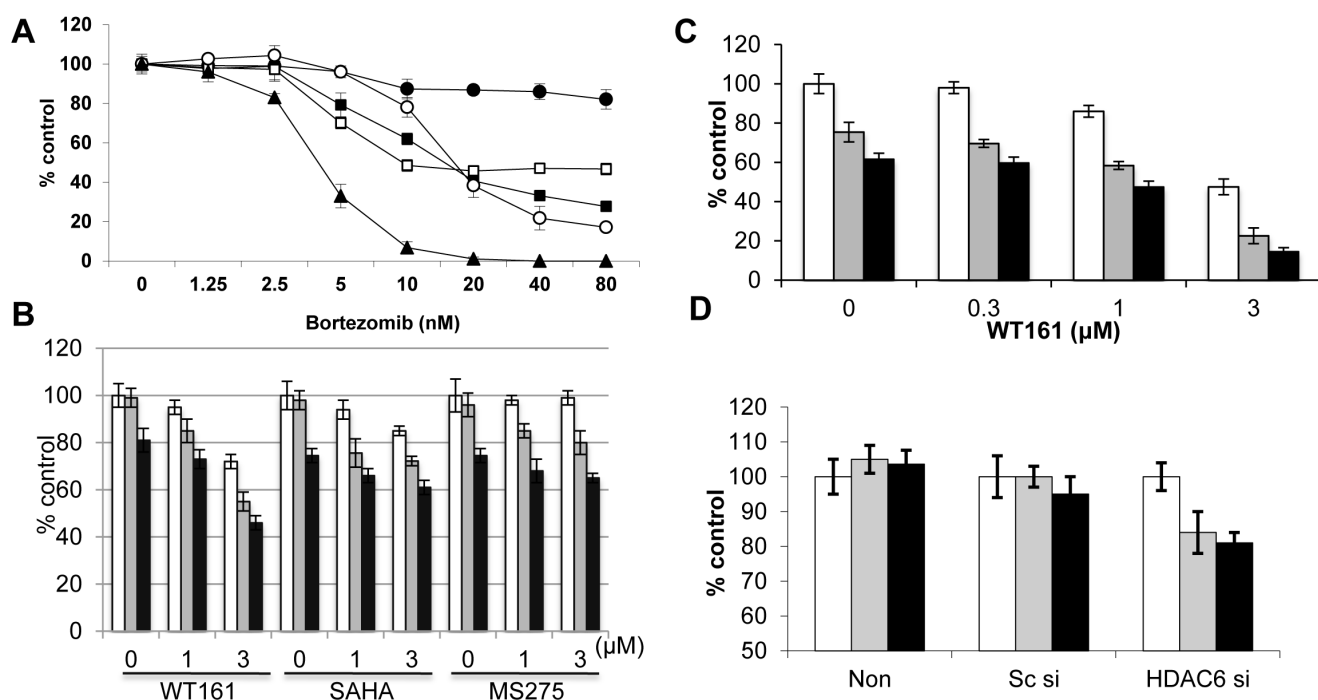 A
120
100
80
60
40
20
0
% control
0 1.25 2.5 5 10 20 40 80
Bortezomib (nM)
B
120
100
80
60
40
20
0
% control
0 1 3 0 1 3 0 1 3 (μM)
WT161 SAHA MS275
C
120
100
80
60
40
20
0
% control
0 0.3 1 3
WT161 (μM)
D
120
110
100
90
80
70
60
50
% control
Non Sc si HDAC6 si